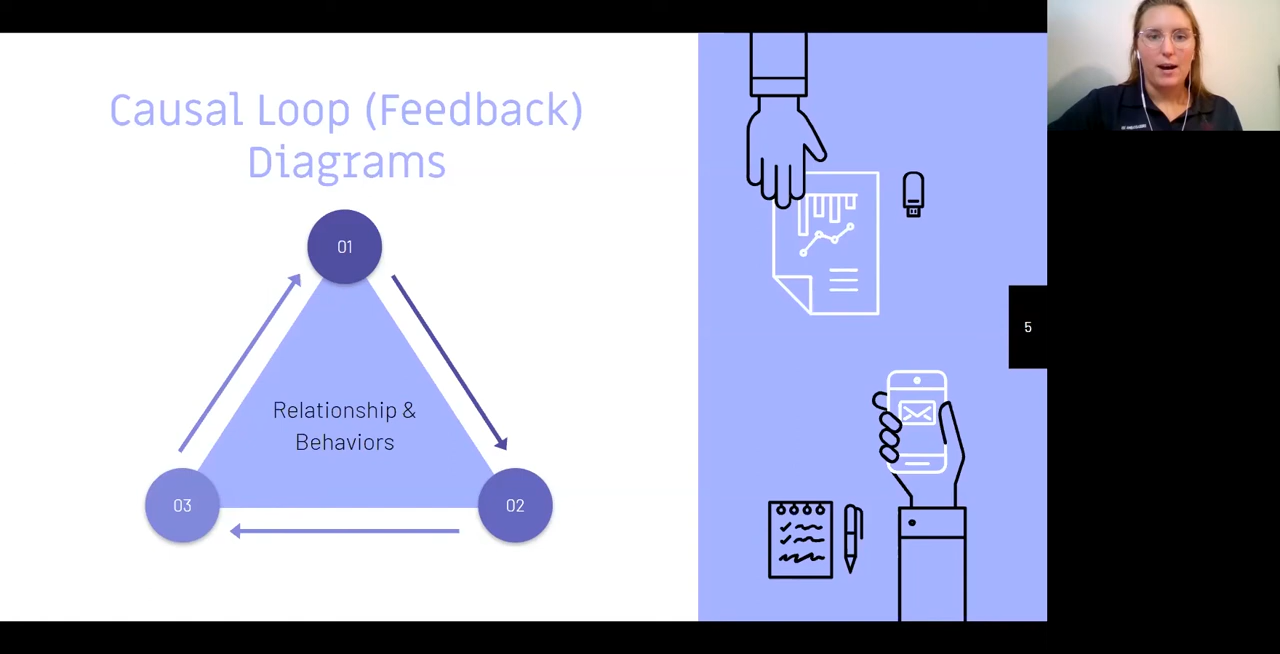 Causal Loop (Feedback)
Diagrams
01
Relationship &
Behaviors
03
02
5